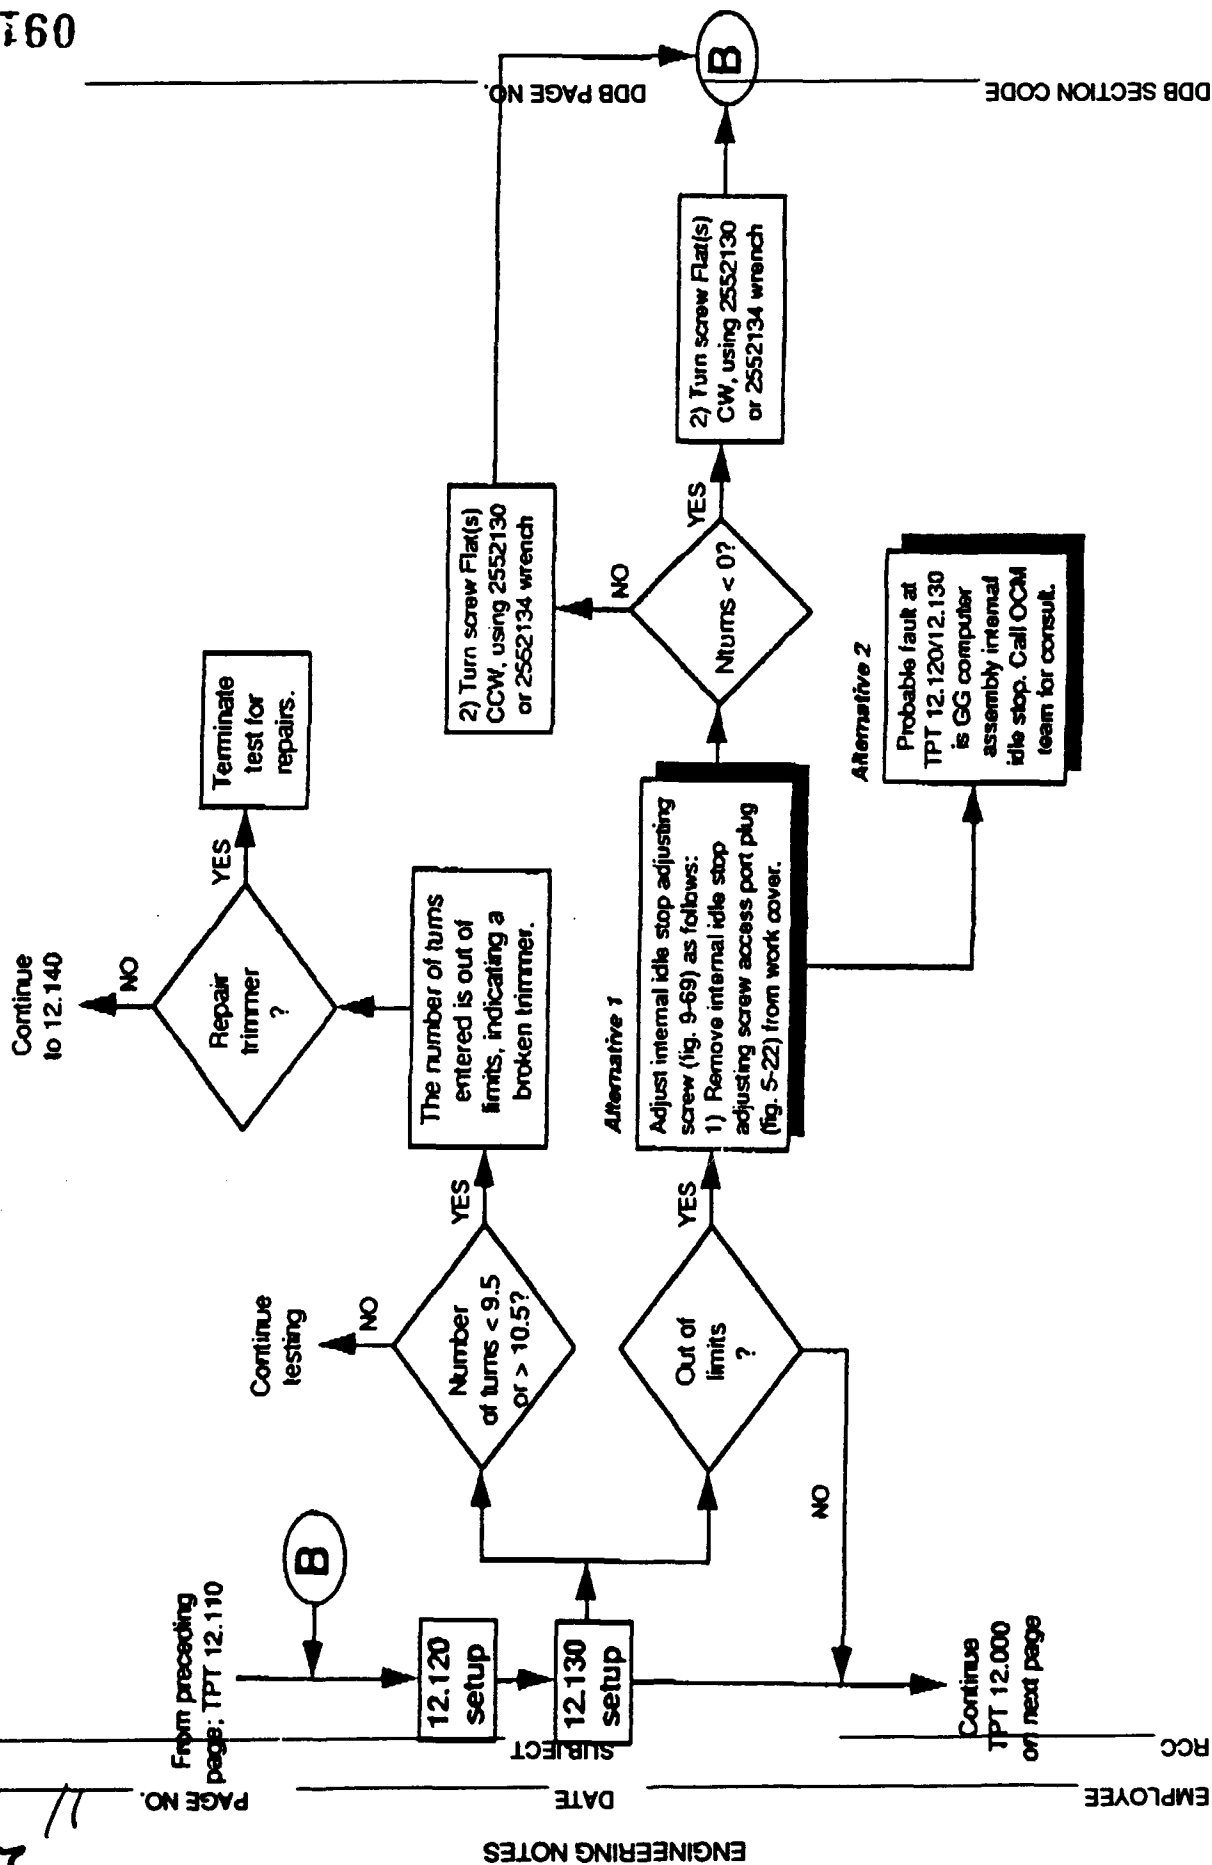 ENGINEERING NOTES
EMPLOYEE
DATE
PAGE NO.
11
RCC
SUBJECT
From preceding
page; TPT 12.110
B
12.120
setup
12.130
setup
Continue
TPT 12.000
on next page
Continue
testing
NO
Number
of turns < 9.5
or > 10.5?
YES
The number of turns
entered is out of
limits, indicating a
broken trimmer.
Continue
to 12.140
NO
Repair
trimmer
?
YES
Terminate
test for
repairs.
Out of
limits
?
NO
YES
Alternative 1
Adjust internal idle stop adjusting
screw (fig. 9-69) as follows:
1) Remove internal idle stop
adjusting screw access port plug
(fig. 5-22) from work cover.
Nturns < 0?
NO
2) Turn screw Flat(s)
CCW, using 2552130
or 2552134 wrench
YES
2) Turn screw Flat(s)
CW, using 2552130
or 2552134 wrench
B
Alternative 2
Probable fault at
TPT 12.120/12.130
is GG computer
assembly internal
idle stop. Call OCM
team for consult.
DDB SECTION CODE
DDB PAGE NO.